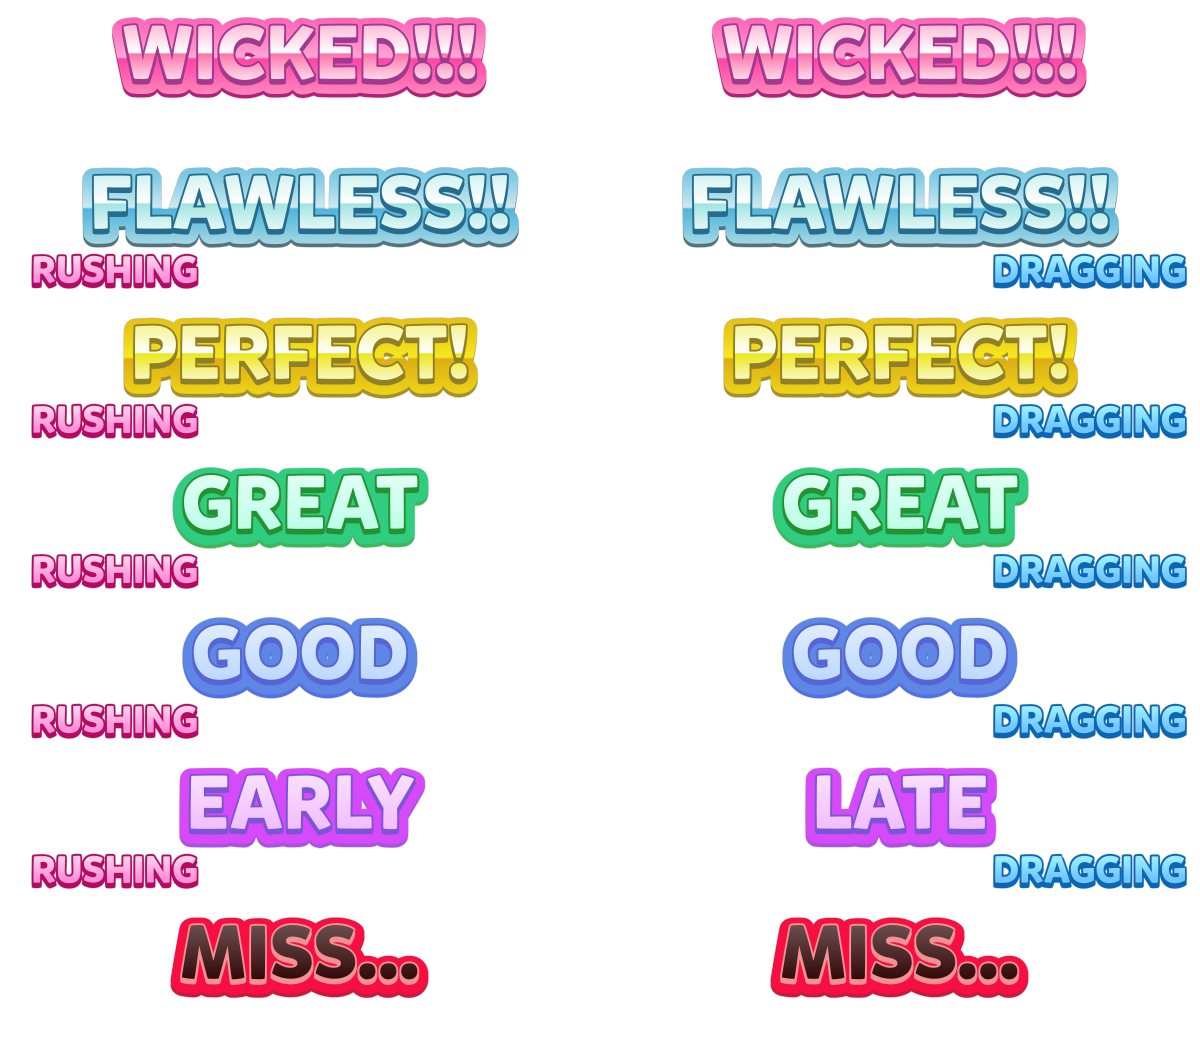 WICKED!!! WICKED!!!
FLAWLESS!! FLAWLESS!!
RUSHING DRAGGING
PERFECT! PERFECT!
RUSHING DRAGGING
GREAT GREAT
RUSHING DRAGGING
GOOD GOOD
RUSHING DRAGGING
EARLY LATE
RUSHING DRAGGING
MISS... MISS...